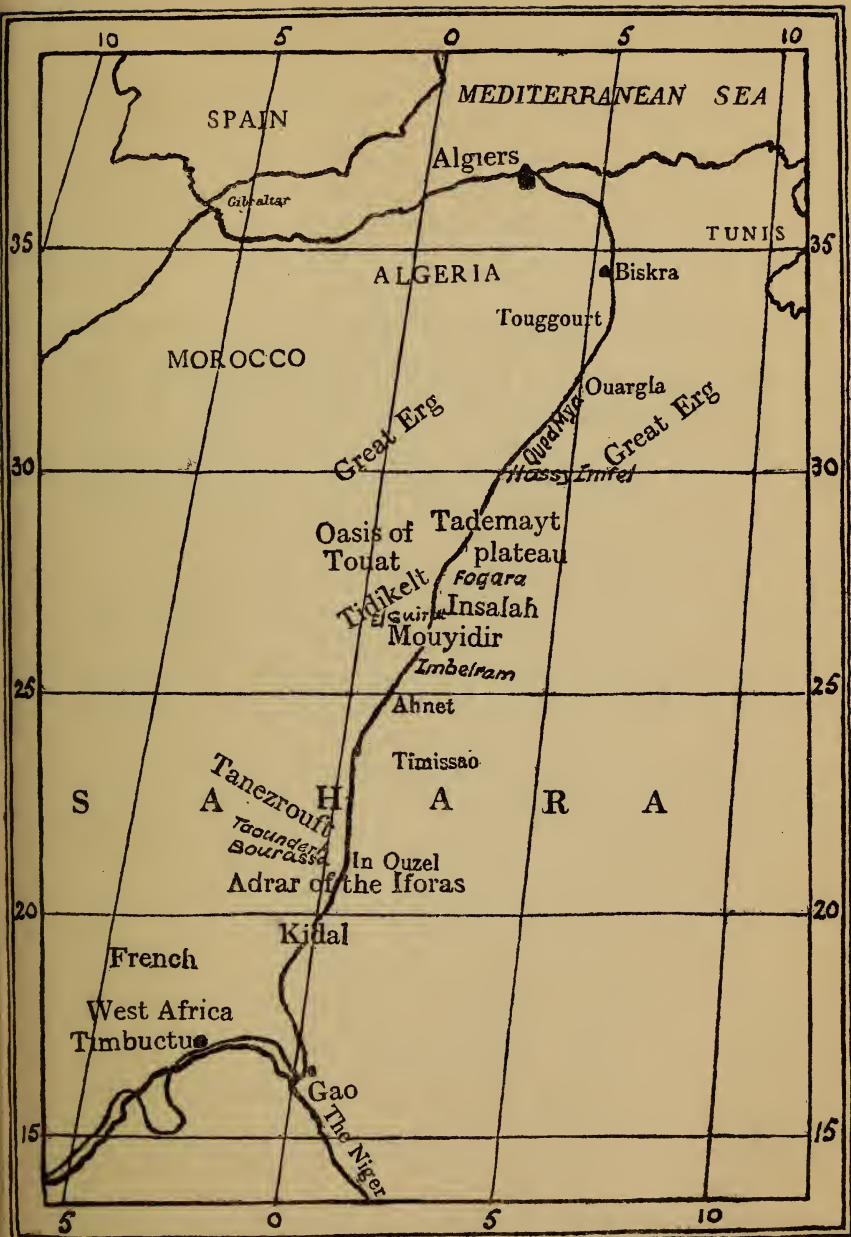 10 5 0 5 10
SPAIN
MEDITERRANEAN SEA
Algiers
Gibraltar
35
TUNIS
35
ALGERIA
Biskra
Touggourt
MOROCCO
Ouargla
Great Erg
Great Erg
Oued Mya
30
Hassy Inifel
30
Oasis of
Touat
Tademayt
plateau
Fogara
Tidikelt
Insalah
Mouyidir
Imbelram
25
25
Ahnet
Timissao
Tanezrouft
S A H A R A
Bourassa
In Ouzel
Adrar of the Iforas
20
20
Kidal
French
West Africa
Timbuctu
Gao
The Niger
15
15
5 0 5 10